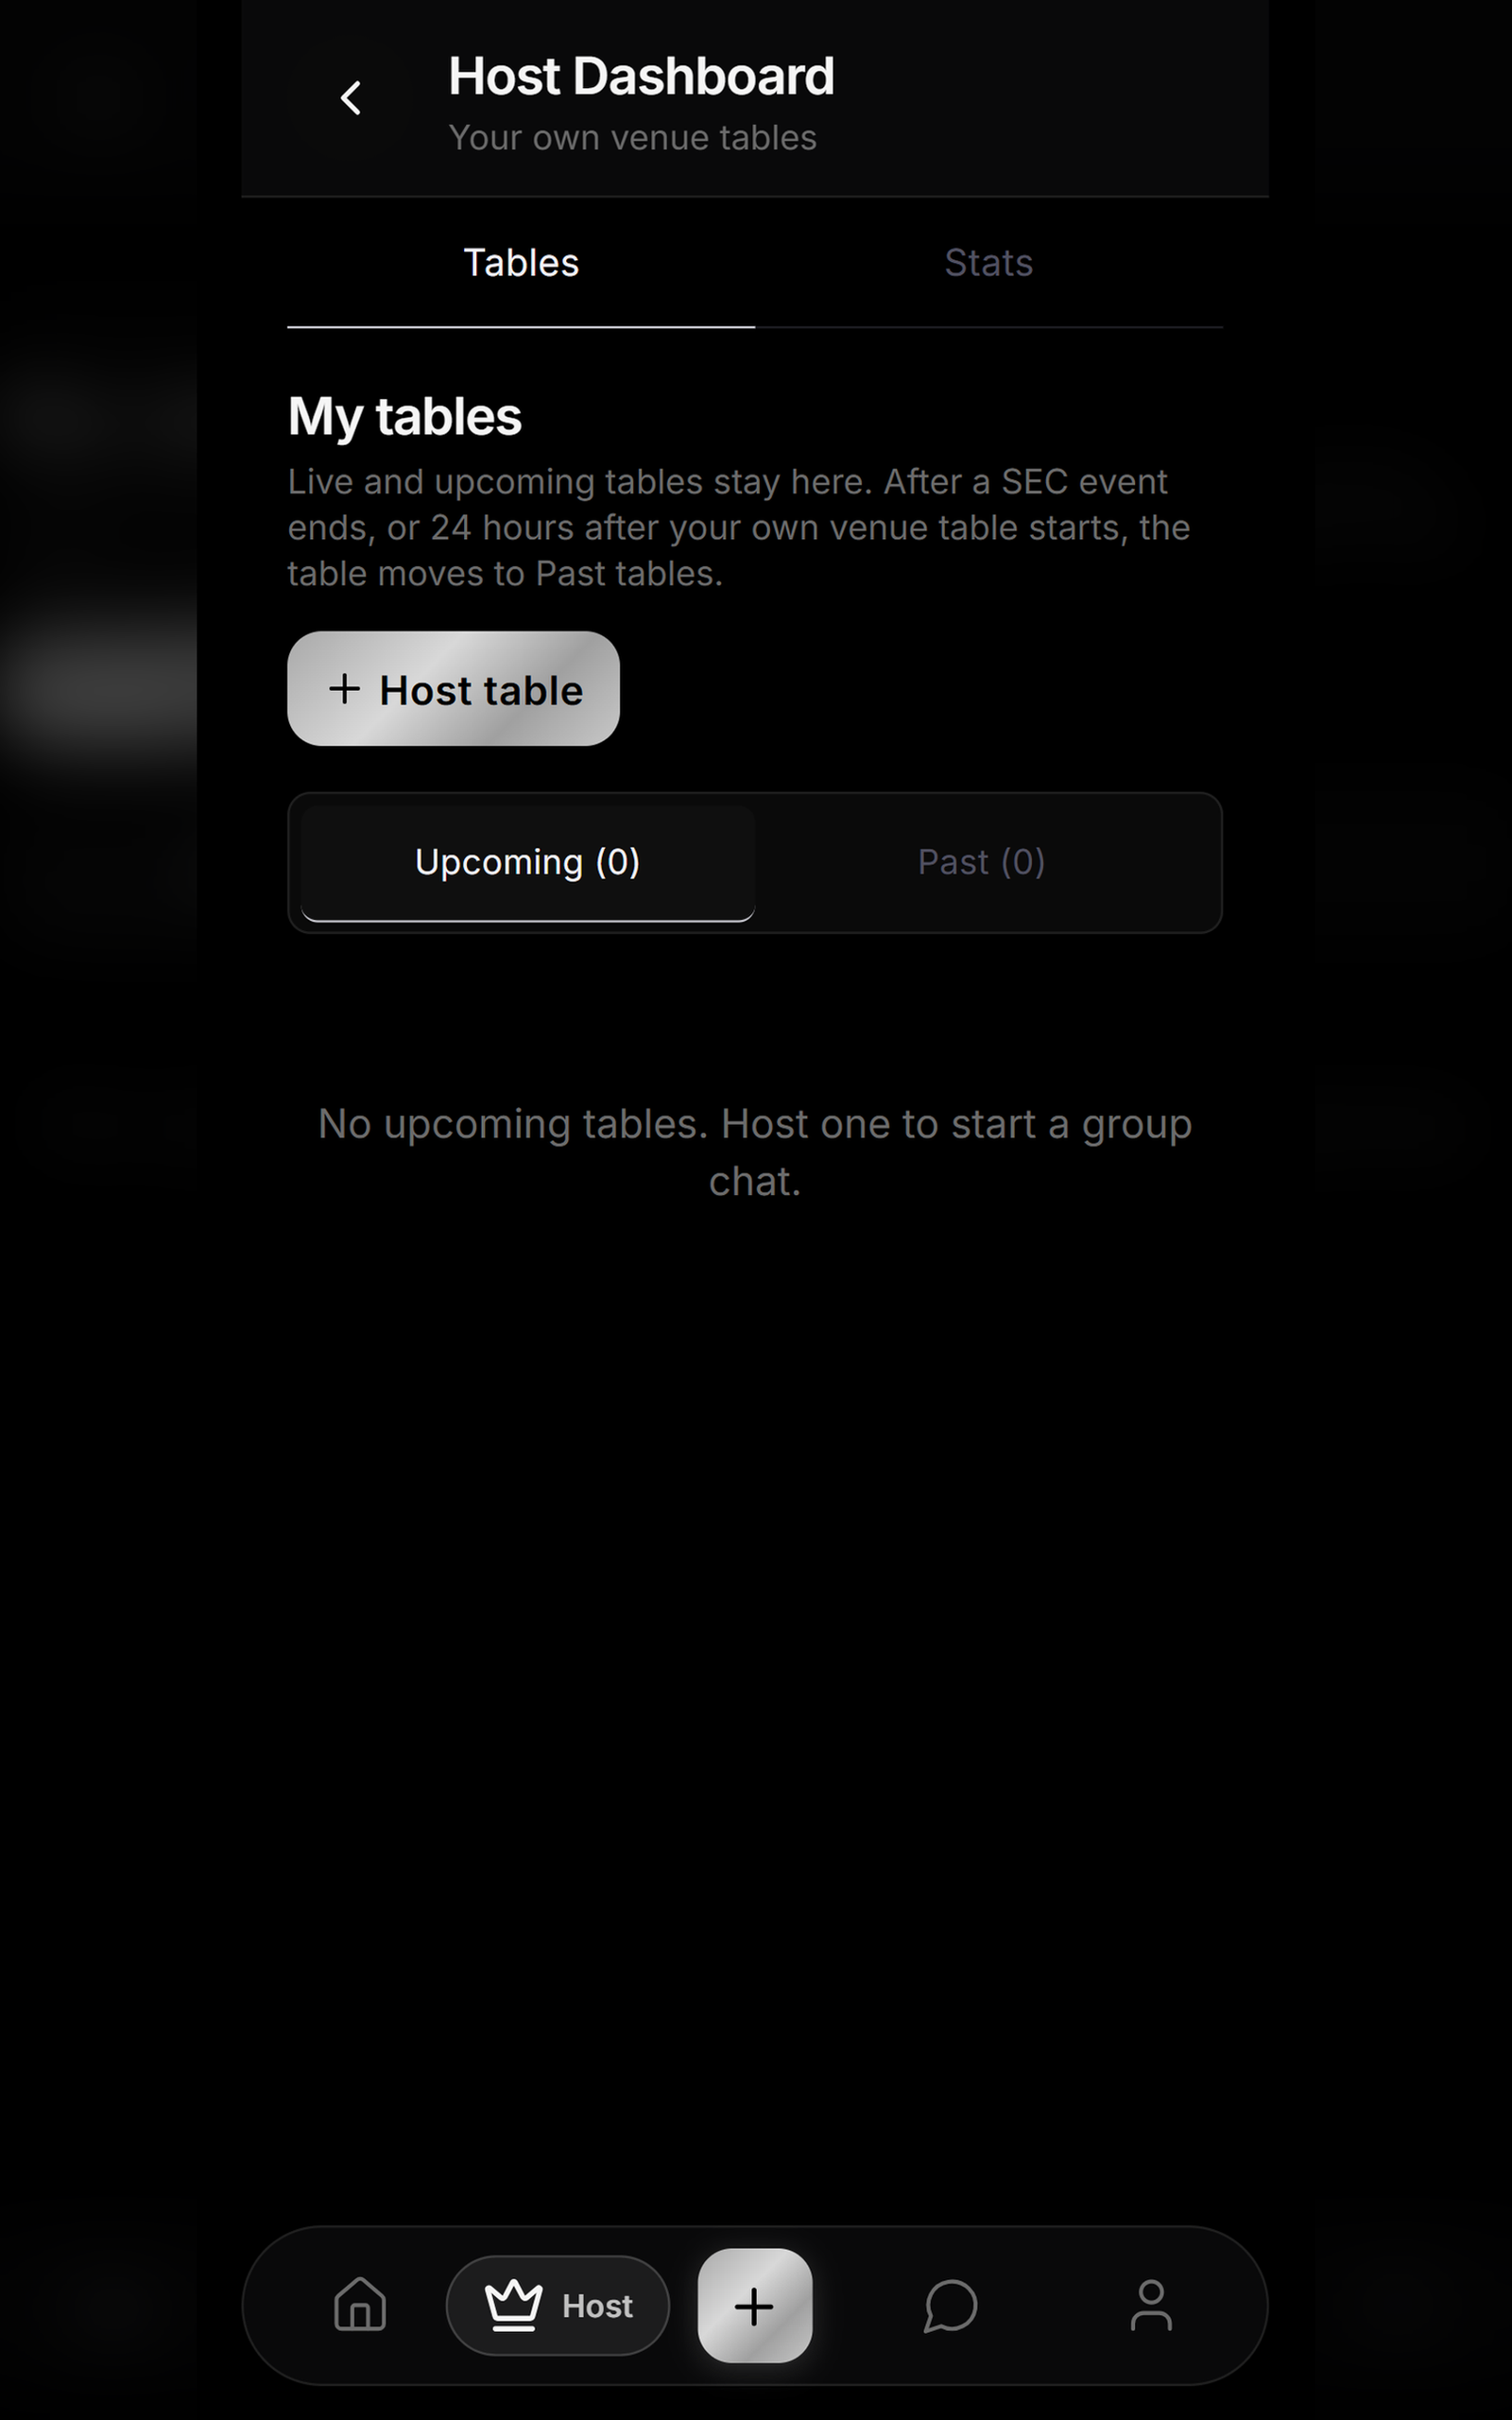 Host Dashboard
Your own venue tables
Tables
Stats
My tables
Live and upcoming tables stay here. After a SEC event
ends, or 24 hours after your own venue table starts, the
table moves to Past tables.
+ Host table
Upcoming (0)
Past (0)
No upcoming tables. Host one to start a group
chat.
Host